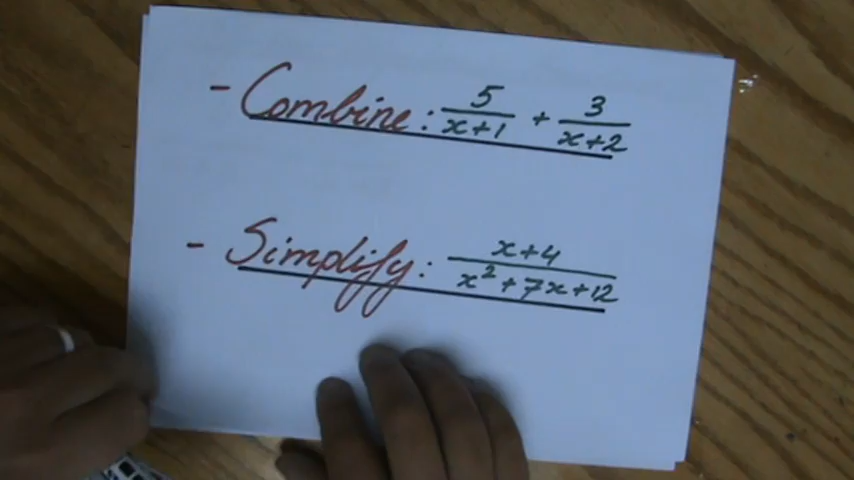 - Combine: 5/(x+1) + 3/(x+2)
- Simplify: (x+4)/(x²+7x+12)